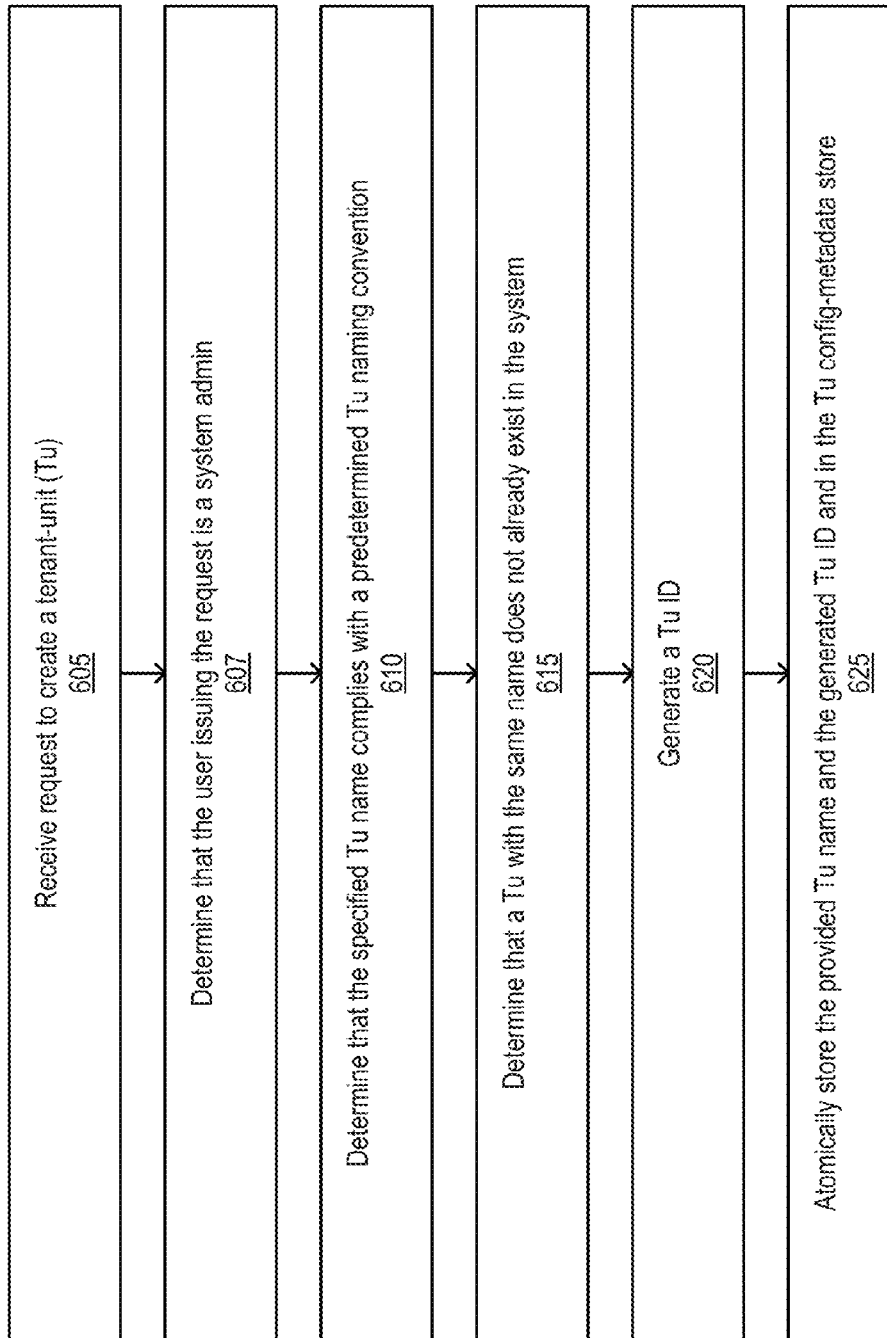 Receive request to create a tenant-unit (Tu)
605
Determine that the user issuing the request is a system admin
607
Determine that the specified Tu name complies with a predetermined Tu naming convention
610
Determine that a Tu with the same name does not already exist in the system
615
Generate a Tu ID
620
Atomically store the provided Tu name and the generated Tu ID and in the Tu config-metadata store
625